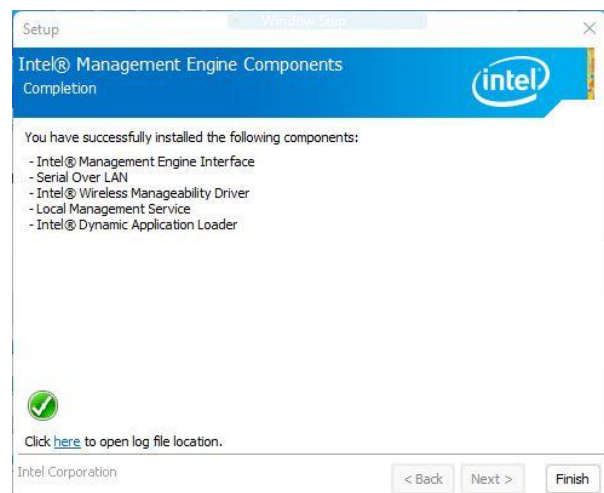 Window Snip
Setup
Intel® Management Engine Components
Completion
intel
You have successfully installed the following components:
- Intel® Management Engine Interface
- Serial Over LAN
- Intel® Wireless Manageability Driver
- Local Management Service
- Intel® Dynamic Application Loader
Click here to open log file location.
Intel Corporation
< Back
Next >
Finish